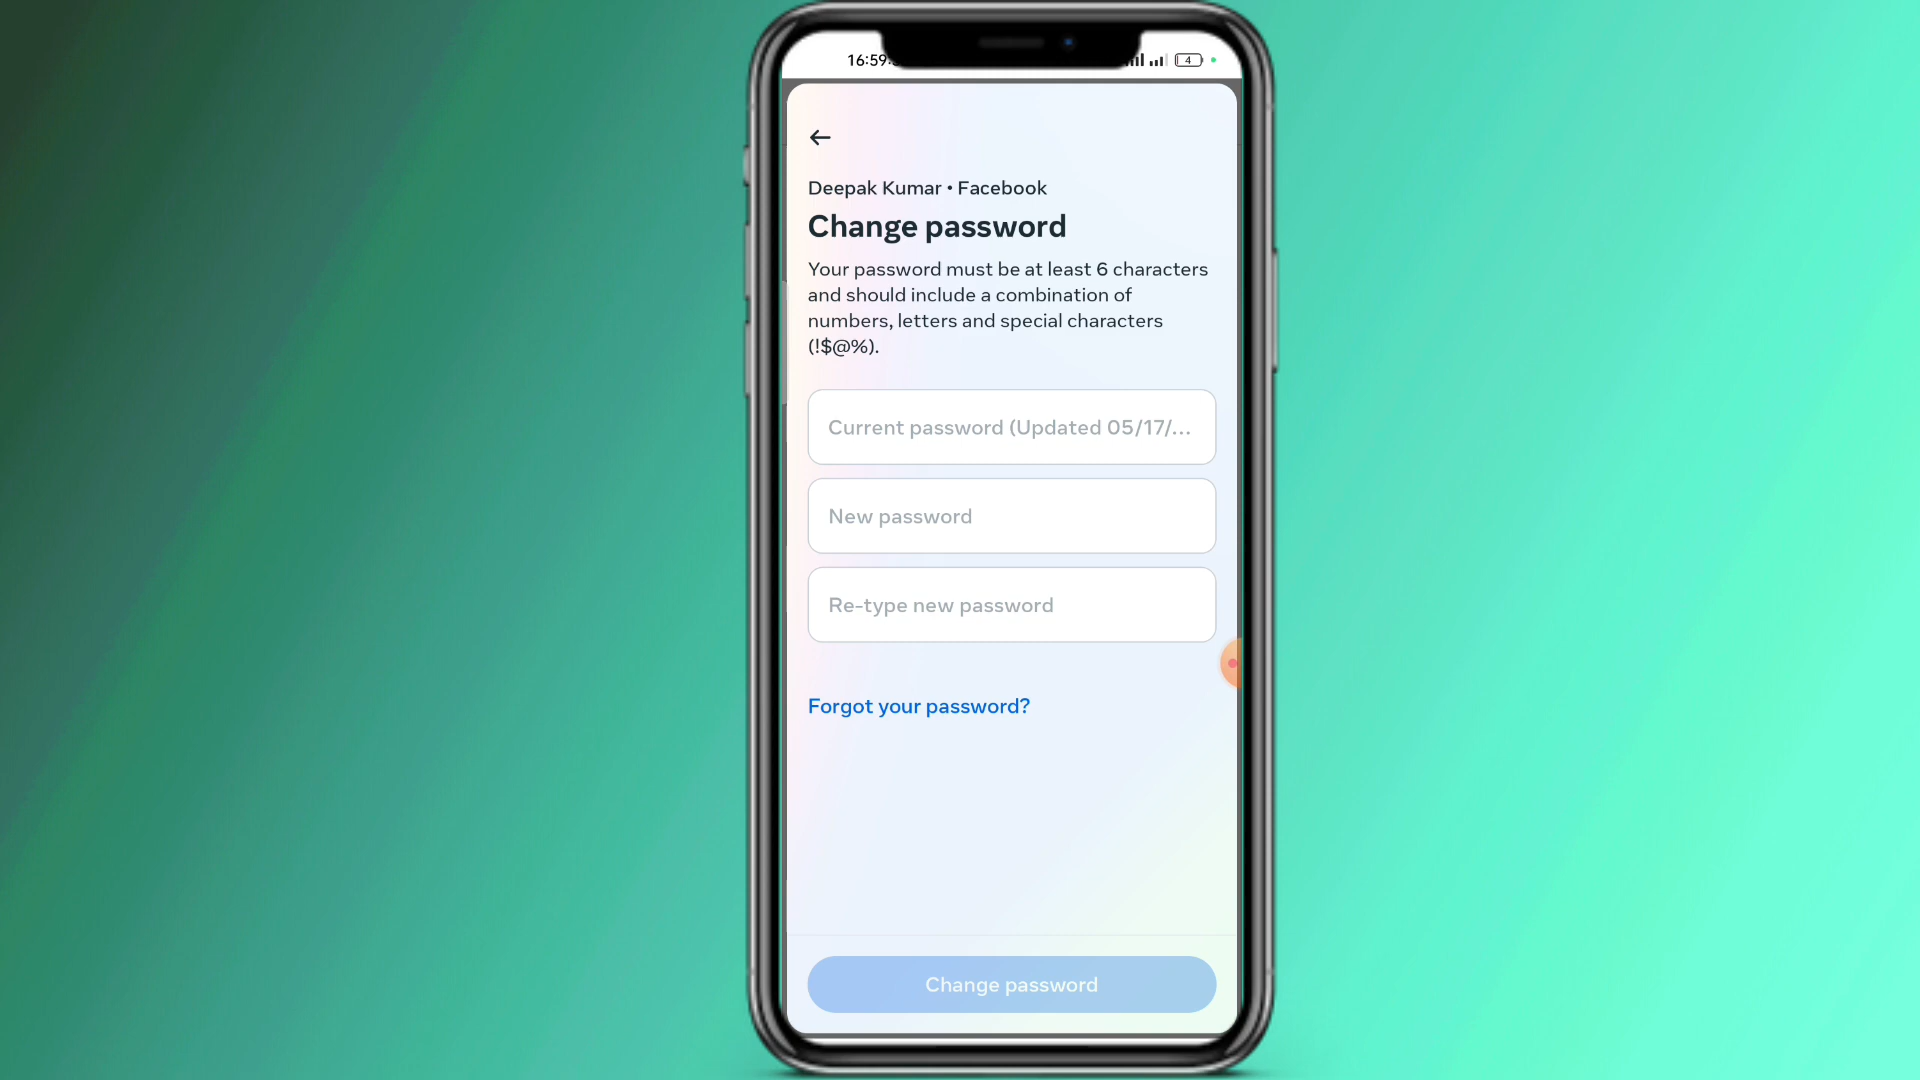 16:59
4
Deepak Kumar • Facebook
Change password
Your password must be at least 6 characters
and should include a combination of
numbers, letters and special characters
(!$@%).
Current password (Updated 05/17/...
New password
Re-type new password
Forgot your password?
Change password